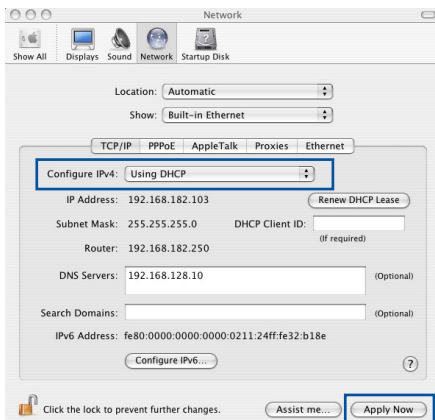 Network
Show All Displays Sound Network Startup Disk
Location: Automatic
Show: Built-in Ethernet
TCP/IP PPPoE AppleTalk Proxies Ethernet
Configure IPv4: Using DHCP
IP Address: 192.168.182.103 Renew DHCP Lease
Subnet Mask: 255.255.255.0 DHCP Client ID:
(If required)
Router: 192.168.182.250
DNS Servers: 192.168.128.10 (Optional)
Search Domains: (Optional)
IPv6 Address: fe80:0000:0000:0000:0211:24ff:fe32:b18e
Configure IPv6... ?
Click the lock to prevent further changes. Assist me... Apply Now